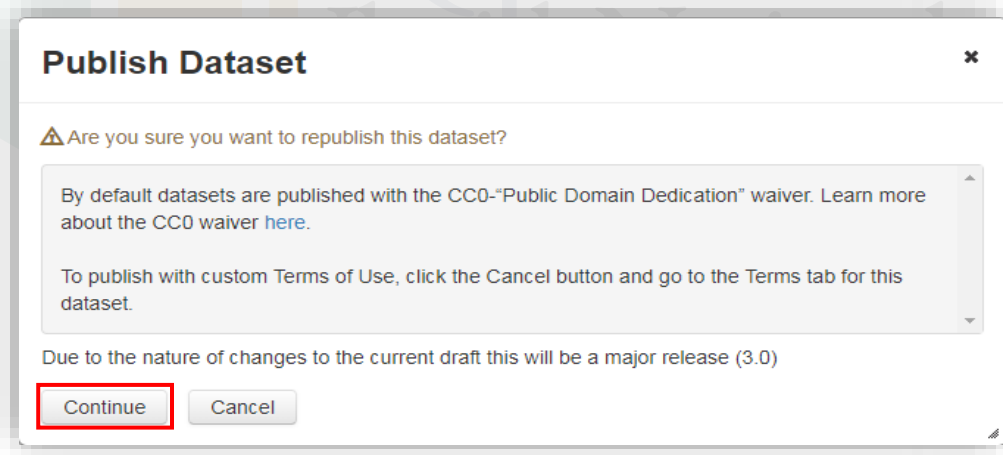 Publish Dataset
Are you sure you want to republish this dataset?
By default datasets are published with the CC0-“Public Domain Dedication” waiver. Learn more
about the CC0 waiver here.
To publish with custom Terms of Use, click the Cancel button and go to the Terms tab for this
dataset.
Due to the nature of changes to the current draft this will be a major release (3.0)
Continue
Cancel